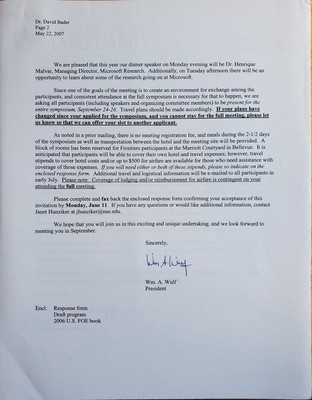 Dr. David Bader
Page 2
May 22, 2007
We are pleased that this year our dinner speaker on Monday evening will be Dr. Henrique
Malvar, Managing Director, Microsoft Research. Additionally, on Tuesday afternoon there will be an
opportunity to learn about some of the research going on at Microsoft.
Since one of the goals of the meeting is to create an environment for exchange among the
participants, and consistent attendance at the full symposium is necessary for that to happen, we are
asking all participants (including speakers and organizing committee members) to be present for the
entire symposium, September 24-26. Travel plans should be made accordingly. If your plans have
changed since your applied for the symposium, and you cannot stay for the full meeting, please let
us know so that we can offer your slot to another applicant.
As noted in a prior mailing, there is no meeting registration fee, and meals during the 2-1/2 days
of the symposium as well as transportation between the hotel and the meeting site will be provided. A
block of rooms has been reserved for Frontiers participants at the Marriott Courtyard in Bellevue. It is
anticipated that participants will be able to cover their own hotel and travel expenses; however, travel
stipends to cover hotel costs and/or up to $500 for airfare are available for those who need assistance with
coverage of those expenses. If you will need either or both of these stipends, please so indicate on the
enclosed response form. Additional travel and logistical information will be e-mailed to all participants in
early July. Please note: Coverage of lodging and/or reimbursement for airfare is contingent on your
attending the full meeting.
Please complete and fax back the enclosed response form confirming your acceptance of this
invitation by Monday, June 11. If you have any questions or would like additional information, contact
Janet Hunziker at jhunziker@nae.edu.
We hope that you will join us in this exciting and unique undertaking, and we look forward to
meeting you in September.
Sincerely,
Wm A Wulf
Wm. A. Wulf
President
Encl: Response form
Draft program
2006 U.S. FOE book